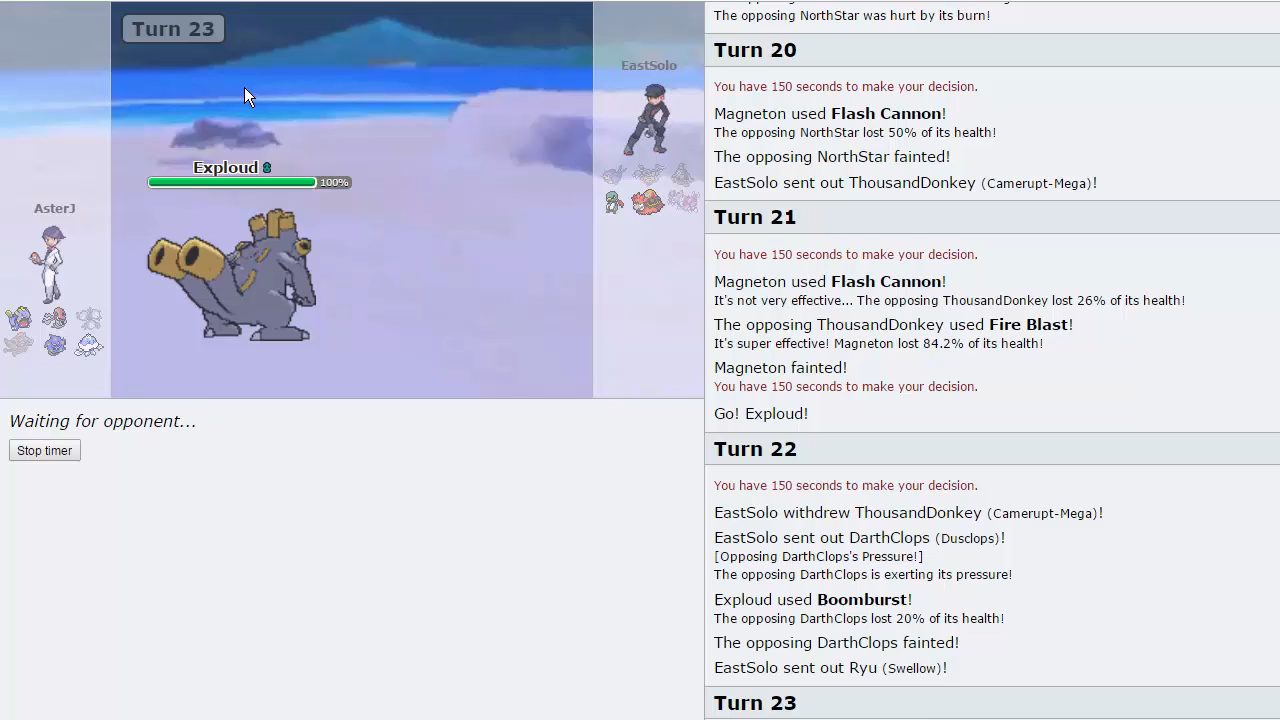 Turn 23
EastSolo
Exploud
100%
AsterJ
Waiting for opponent...
Stop timer
The opposing NorthStar was hurt by its burn!
Turn 20
You have 150 seconds to make your decision.
Magneton used Flash Cannon!
The opposing NorthStar lost 50% of its health!
The opposing NorthStar fainted!
EastSolo sent out ThousandDonkey (Camerupt-Mega)!
Turn 21
You have 150 seconds to make your decision.
Magneton used Flash Cannon!
It's not very effective... The opposing ThousandDonkey lost 26% of its health!
The opposing ThousandDonkey used Fire Blast!
It's super effective! Magneton lost 84.2% of its health!
Magneton fainted!
You have 150 seconds to make your decision.
Go! Exploud!
Turn 22
You have 150 seconds to make your decision.
EastSolo withdrew ThousandDonkey (Camerupt-Mega)!
EastSolo sent out DarthClops (Dusclops)!
[Opposing DarthClops's Pressure!]
The opposing DarthClops is exerting its pressure!
Exploud used Boomburst!
The opposing DarthClops lost 20% of its health!
The opposing DarthClops fainted!
EastSolo sent out Ryu (Swellow)!
Turn 23